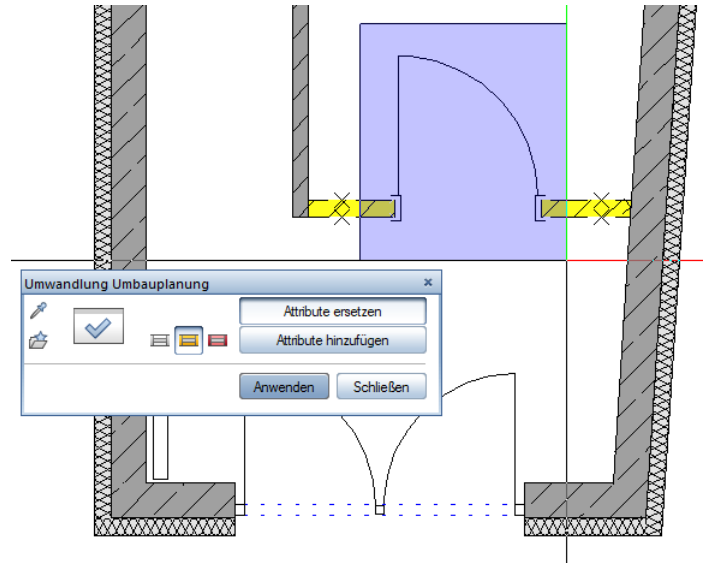 Umwandlung Umbauplanung
Attribute ersetzen
Attribute hinzufügen
Anwenden
Schließen